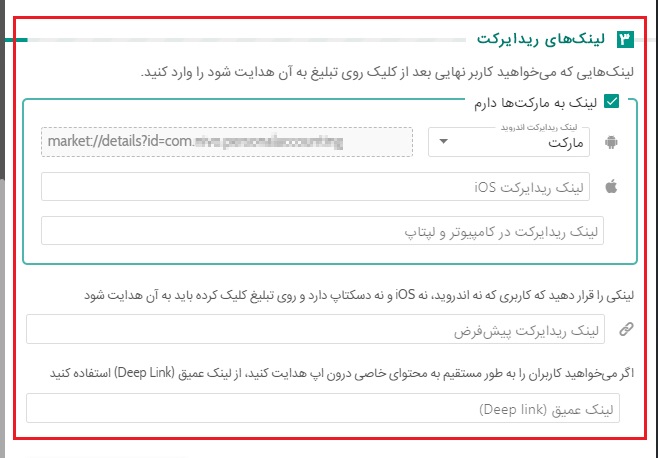 ۳ لینک‌های ریدایرکت
لینک‌هایی که می‌خواهید کاربر نهایی بعد از کلیک روی تبلیغ به آن هدایت شود را وارد کنید.
لینک به مارکت‌ها دارم
لینک ریدایرکت اندروید
مارکت
market://details?id=com.
لینک ریدایرکت iOS
لینک ریدایرکت در کامپیوتر و لپتاپ
لینکی را قرار دهید که کاربری که نه اندروید، نه iOS و نه دسکتاپ دارد و روی تبلیغ کلیک کرده باید به آن هدایت شود
لینک ریدایرکت پیش‌فرض
اگر می‌خواهید کاربران را به طور مستقیم به محتوای خاصی درون اپ هدایت کنید، از لینک عمیق (Deep Link) استفاده کنید
لینک عمیق (Deep link)